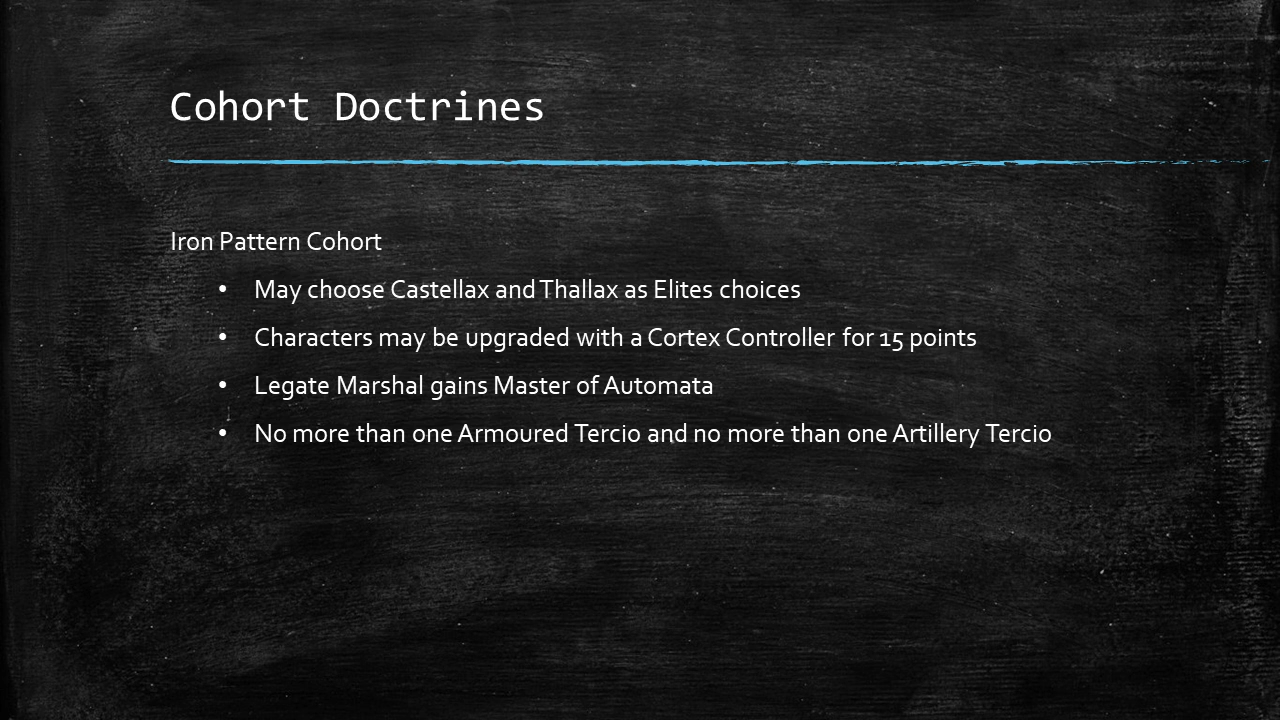 Cohort Doctrines
Iron Pattern Cohort
• May choose Castellax and Thallax as Elites choices
• Characters may be upgraded with a Cortex Controller for 15 points
• Legate Marshal gains Master of Automata
• No more than one Armoured Tercio and no more than one Artillery Tercio